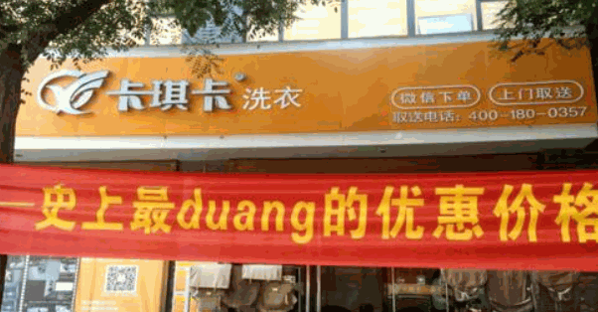 卡琪卡洗衣
微信下单 上门取送
取送电话：400-180-0357
一史上最duang的优惠价格